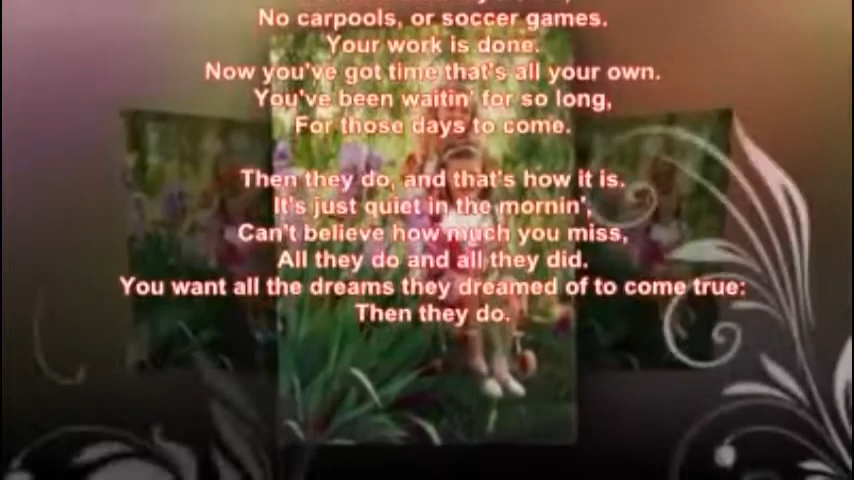 No carpools, or soccer games.
Your work is done.
Now you've got time that's all your own.
You've been waitin' for so long,
For those days to come.
Then they do, and that's how it is.
It's just quiet in the mornin',
Can't believe how much you miss,
All they do and all they did.
You want all the dreams they dreamed of to come true:
Then they do.